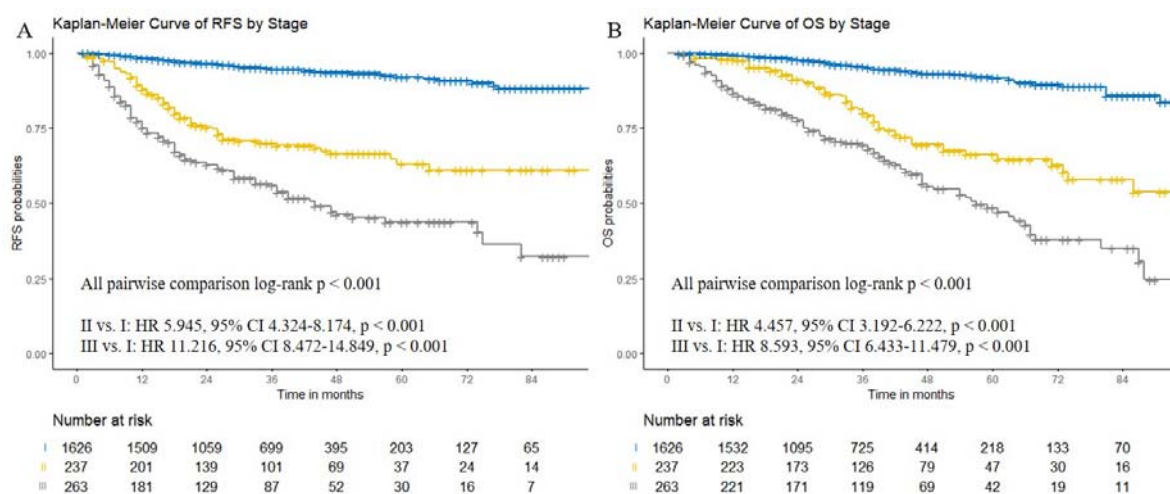 A
Kaplan-Meier Curve of RFS by Stage
RFS probabilities
1.00
0.75
0.50
0.25
0.00
All pairwise comparison log-rank p < 0.001
II vs. I: HR 5.945, 95% CI 4.324-8.174, p < 0.001
III vs. I: HR 11.216, 95% CI 8.472-14.849, p < 0.001
0 12 24 36 48 60 72 84
Time in months
Number at risk
I 1626 1509 1059 699 395 203 127 65
II 237 201 139 101 69 37 24 14
III 263 181 129 87 52 30 16 7
B
Kaplan-Meier Curve of OS by Stage
OS probabilities
1.00
0.75
0.50
0.25
0.00
All pairwise comparison log-rank p < 0.001
II vs. I: HR 4.457, 95% CI 3.192-6.222, p < 0.001
III vs. I: HR 8.593, 95% CI 6.433-11.479, p < 0.001
0 12 24 36 48 60 72 84
Time in months
Number at risk
I 1626 1532 1095 725 414 218 133 70
II 237 223 173 126 79 47 30 16
III 263 221 171 119 69 42 19 11